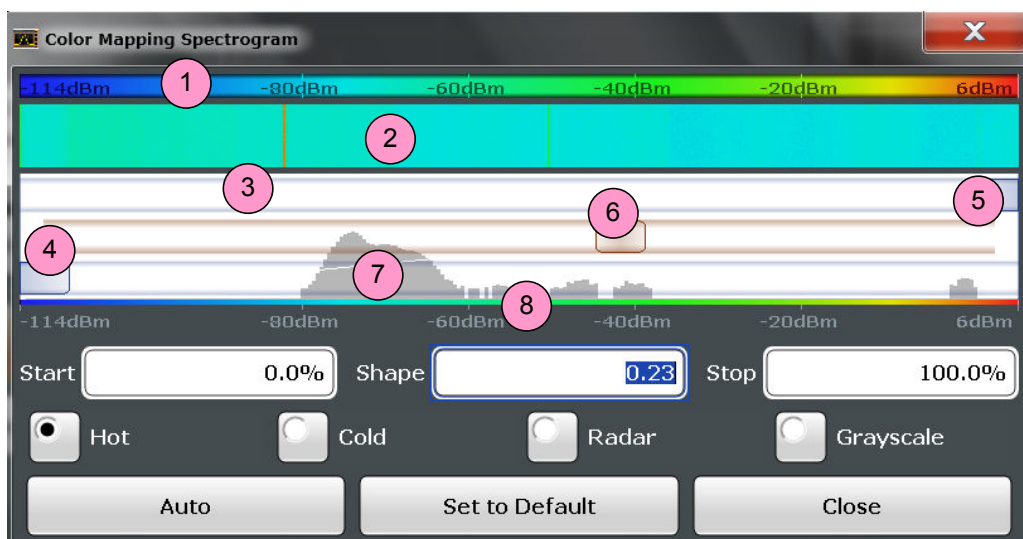 Color Mapping Spectrogram
X
-114dBm 1 -80dBm -60dBm -40dBm -20dBm 6dBm
2
3
5
6
4
7
8
-114dBm -80dBm -60dBm -40dBm -20dBm 6dBm
Start 0.0% Shape 0.23 Stop 100.0%
Hot Cold Radar Grayscale
Auto Set to Default Close